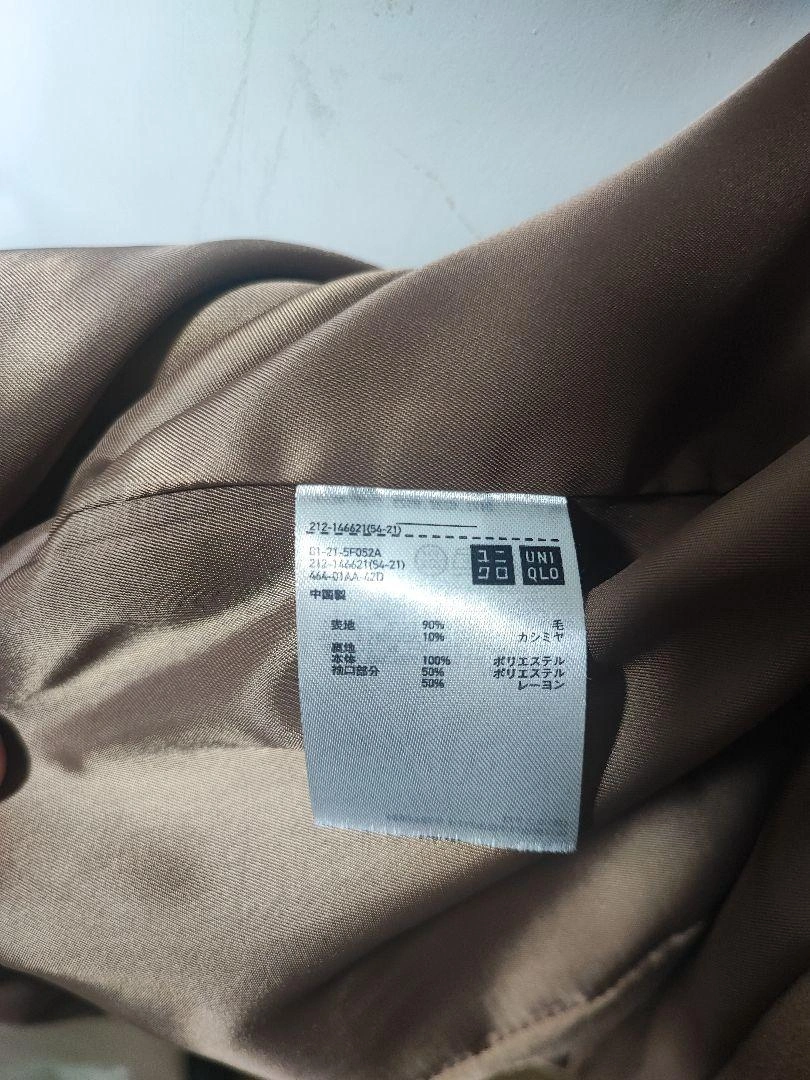 212-146621(54-21)
01-21-5F052A
212-146621(54-21)
464-01AA-42D
ユニ
クロ
UNI
QLO
中国製
表地 90% 毛
10% カシミヤ
裏地
本体 100% ポリエステル
袖口部分 50% ポリエステル
50% レーヨン